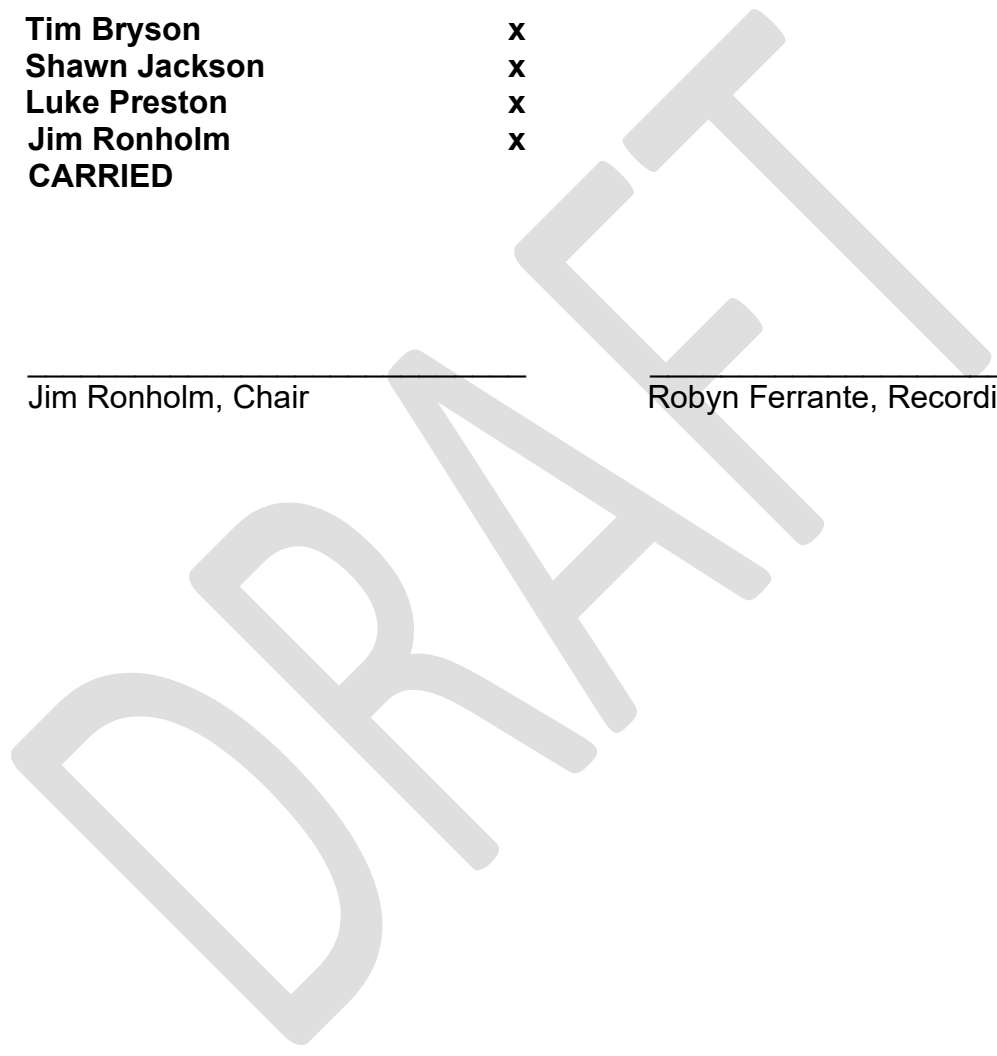 Tim Bryson x
Shawn Jackson x
Luke Preston x
Jim Ronholm x
CARRIED
Jim Ronholm, Chair Robyn Ferrante, Recordi
DRAFT